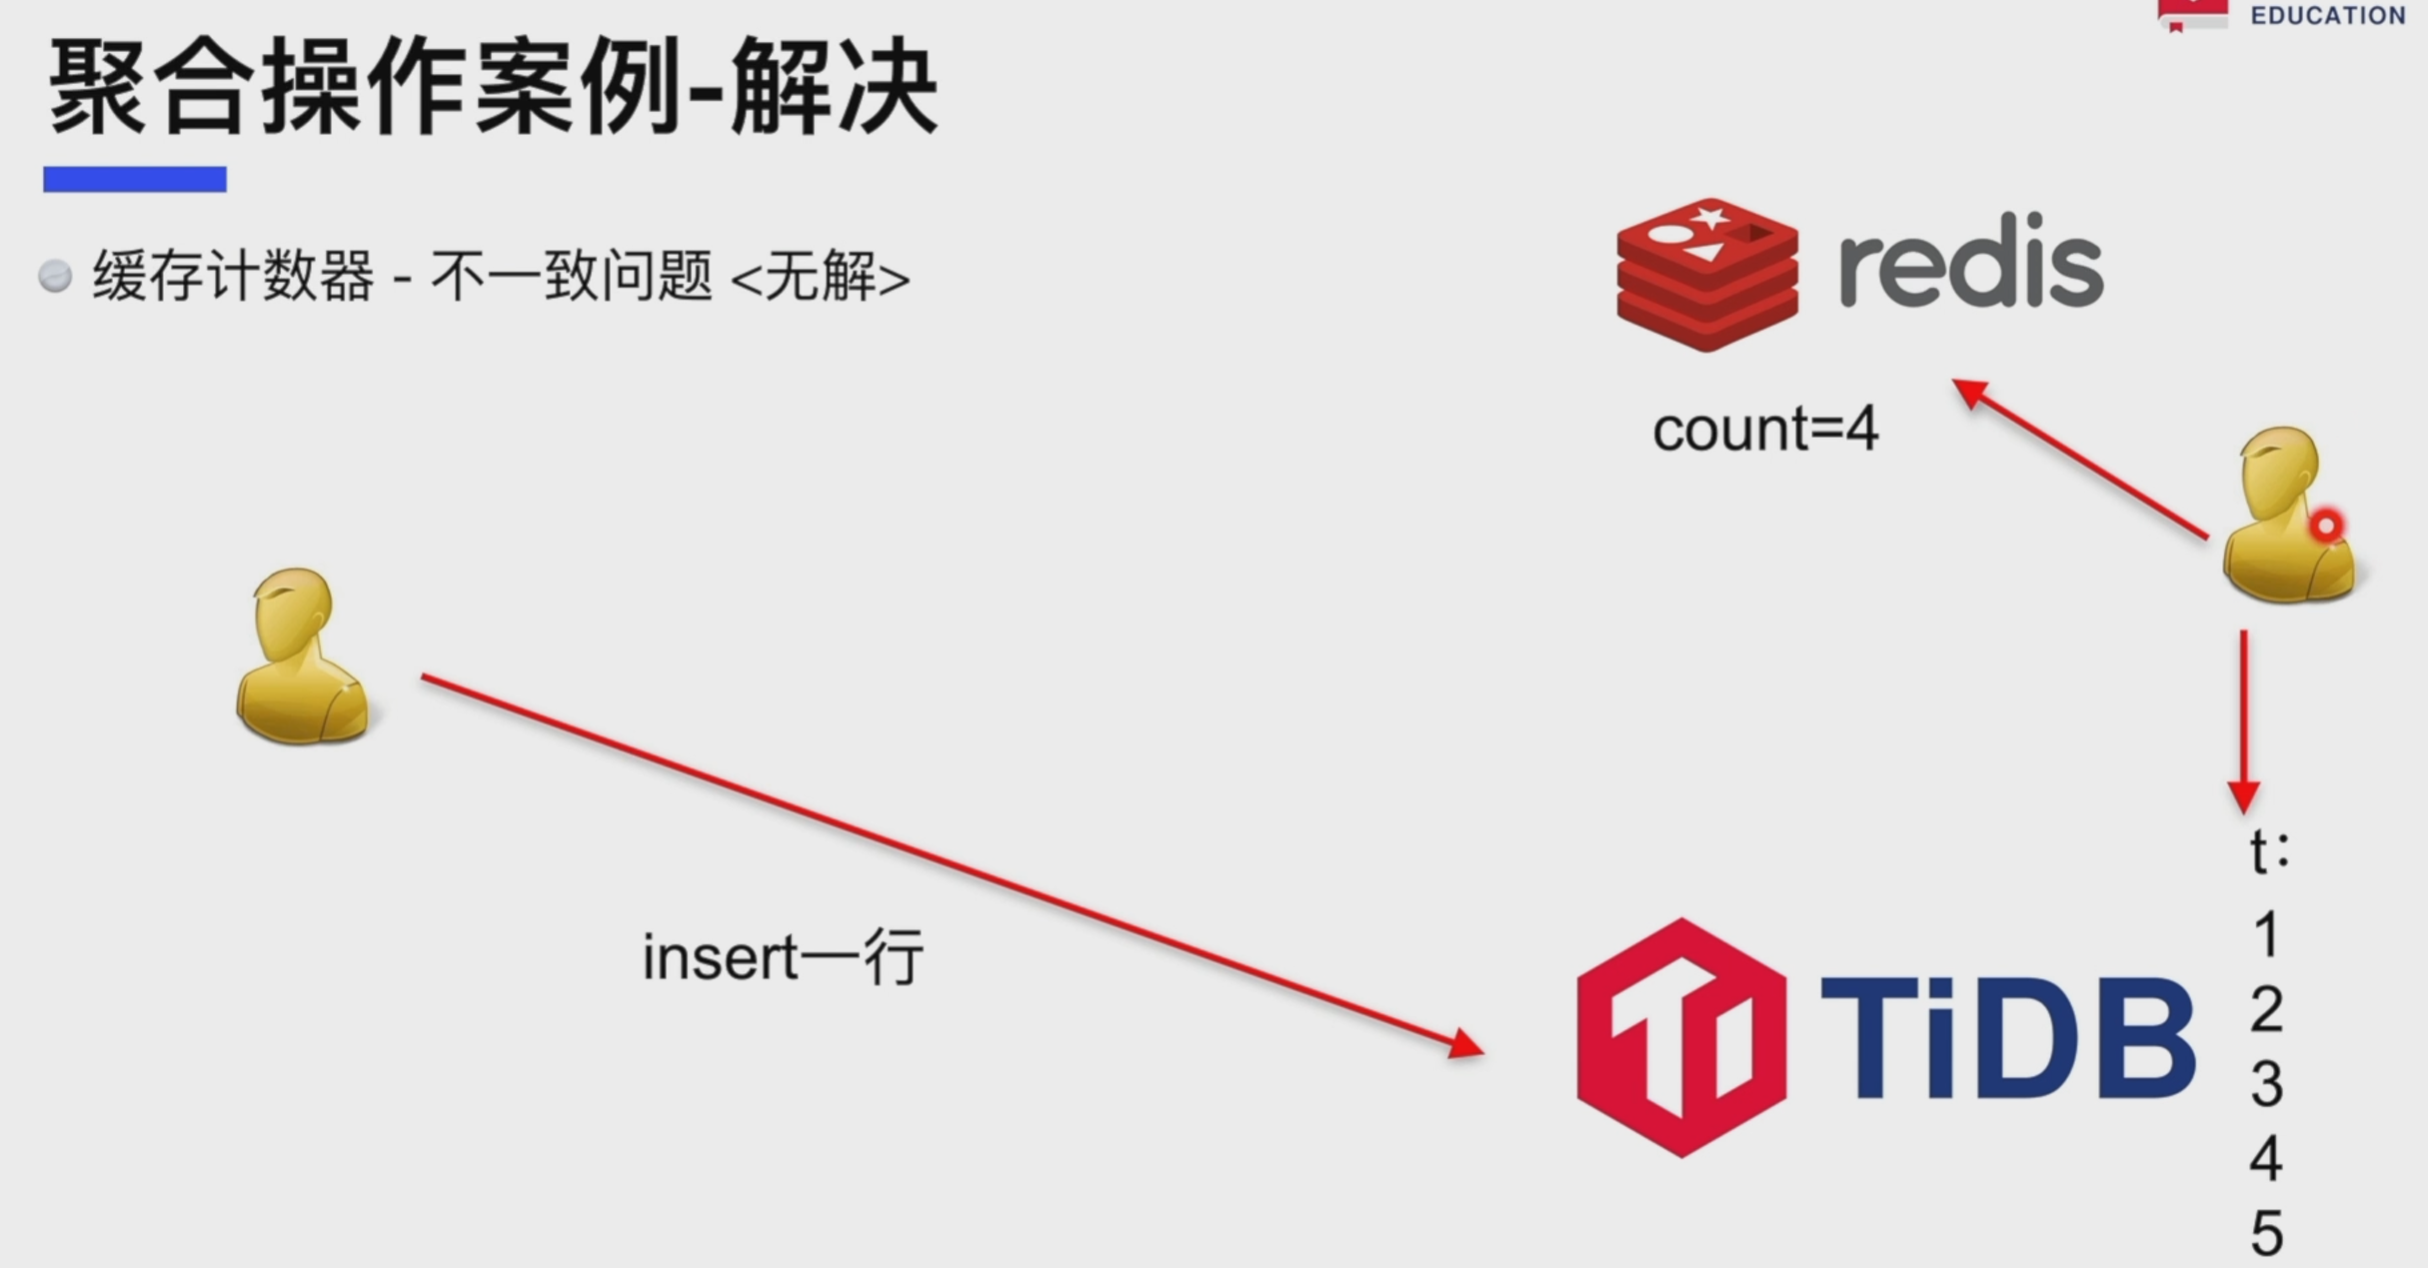 EDUCATION
聚合操作案例-解决
缓存计数器 - 不一致问题 <无解>
redis
count=4
insert一行
TiDB
t：
1
2
3
4
5